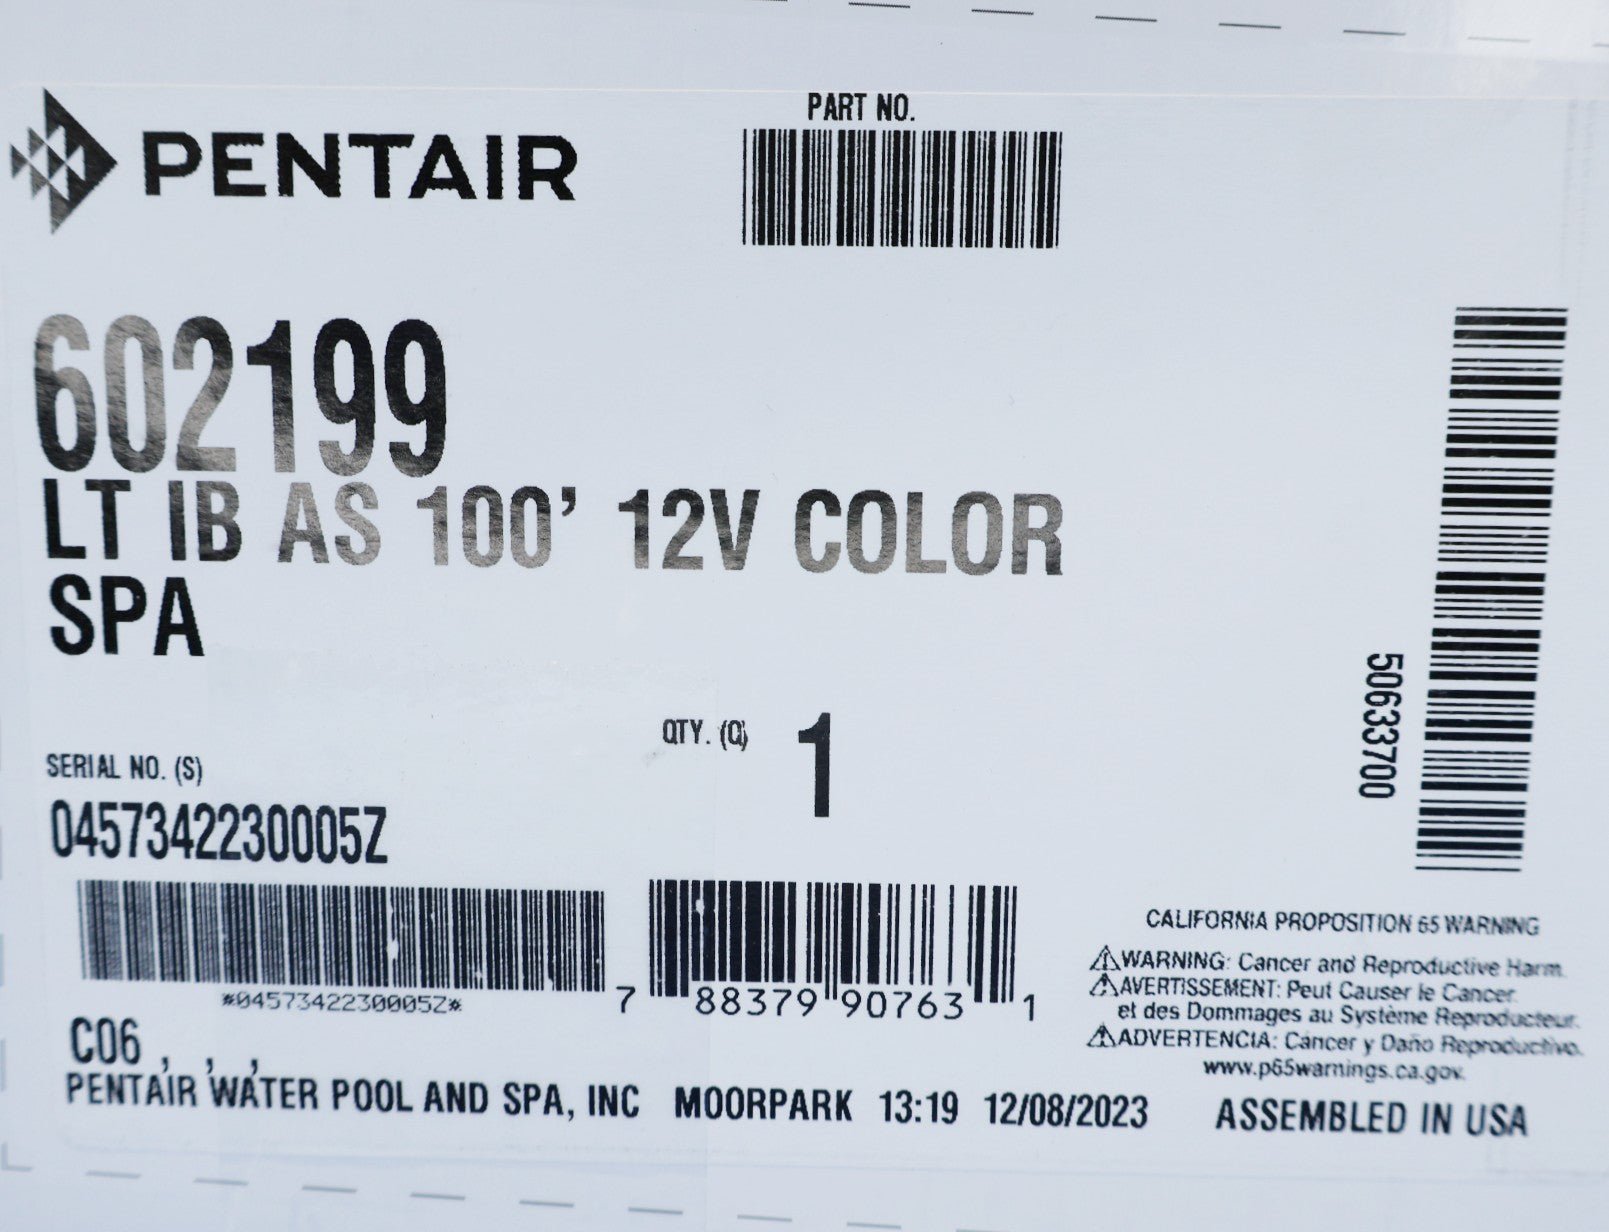 PENTAIR
PART NO.
602199
LT IB AS 100' 12V COLOR
SPA
50633700
QTY. (Q) 1
SERIAL NO. (S)
0457342230005Z
*0457342230005Z*
7 88379 90763 1
CALIFORNIA PROPOSITION 65 WARNING
WARNING: Cancer and Reproductive Harm.
AVERTISSEMENT: Peut Causer le Cancer
et des Dommages au Système Reproducteur.
ADVERTENCIA: Cáncer y Daño Reproductivo.
www.p65warnings.ca.gov.
C06 , , ,
PENTAIR WATER POOL AND SPA, INC MOORPARK 13:19 12/08/2023 ASSEMBLED IN USA